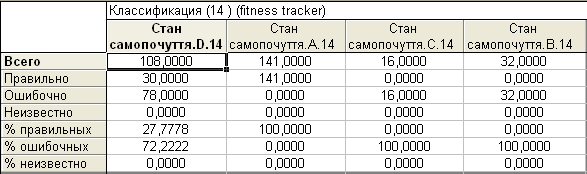 Классификация (14 ) (fitness tracker)
Стан самопочуття.D.14 Стан самопочуття.A.14 Стан самопочуття.C.14 Стан самопочуття.B.14
Всего 108,0000 141,0000 16,0000 32,0000
Правильно 30,0000 141,0000 0,0000 0,0000
Ошибочно 78,0000 0,0000 16,0000 32,0000
Неизвестно 0,0000 0,0000 0,0000 0,0000
% правильных 27,7778 100,0000 0,0000 0,0000
% ошибочных 72,2222 0,0000 100,0000 100,0000
% неизвестно 0,0000 0,0000 0,0000 0,0000